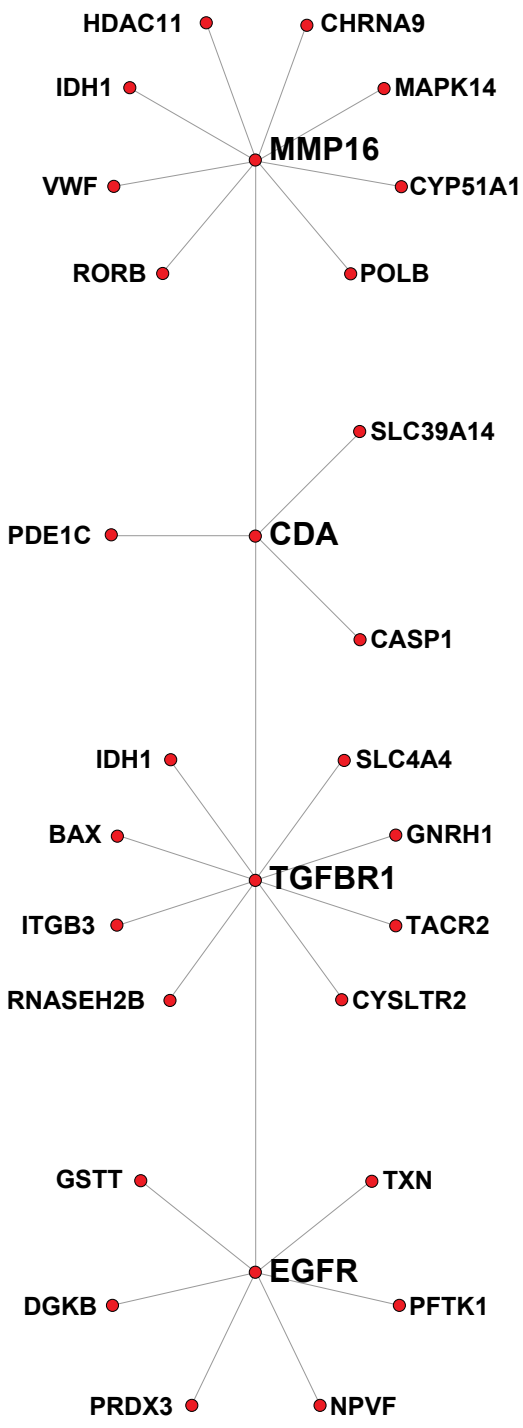 HDAC11
CHRNA9
IDH1
MAPK14
MMP16
VWF
CYP51A1
RORB
POLB
SLC39A14
PDE1C
CDA
CASP1
IDH1
SLC4A4
BAX
GNRH1
TGFBR1
ITGB3
TACR2
RNASEH2B
CYSLTR2
GSTT
TXN
EGFR
DGKB
PFTK1
PRDX3
NPVF